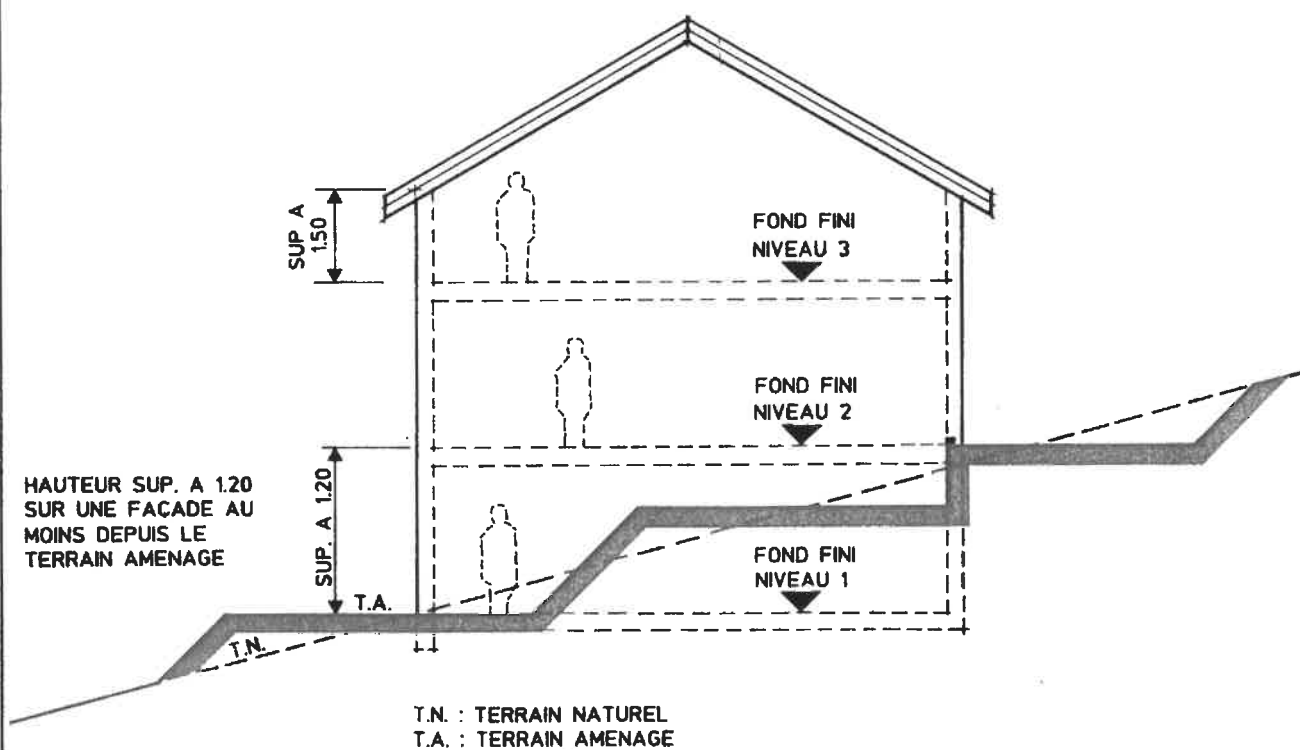 SUP A
1.50
FOND FINI
NIVEAU 3
FOND FINI
NIVEAU 2
HAUTEUR SUP. A 1.20
SUR UNE FAÇADE AU
MOINS DEPUIS LE
TERRAIN AMENAGE
SUP. A 1.20
FOND FINI
NIVEAU 1
T.A.
T.N.
T.N. : TERRAIN NATUREL
T.A. : TERRAIN AMENAGE